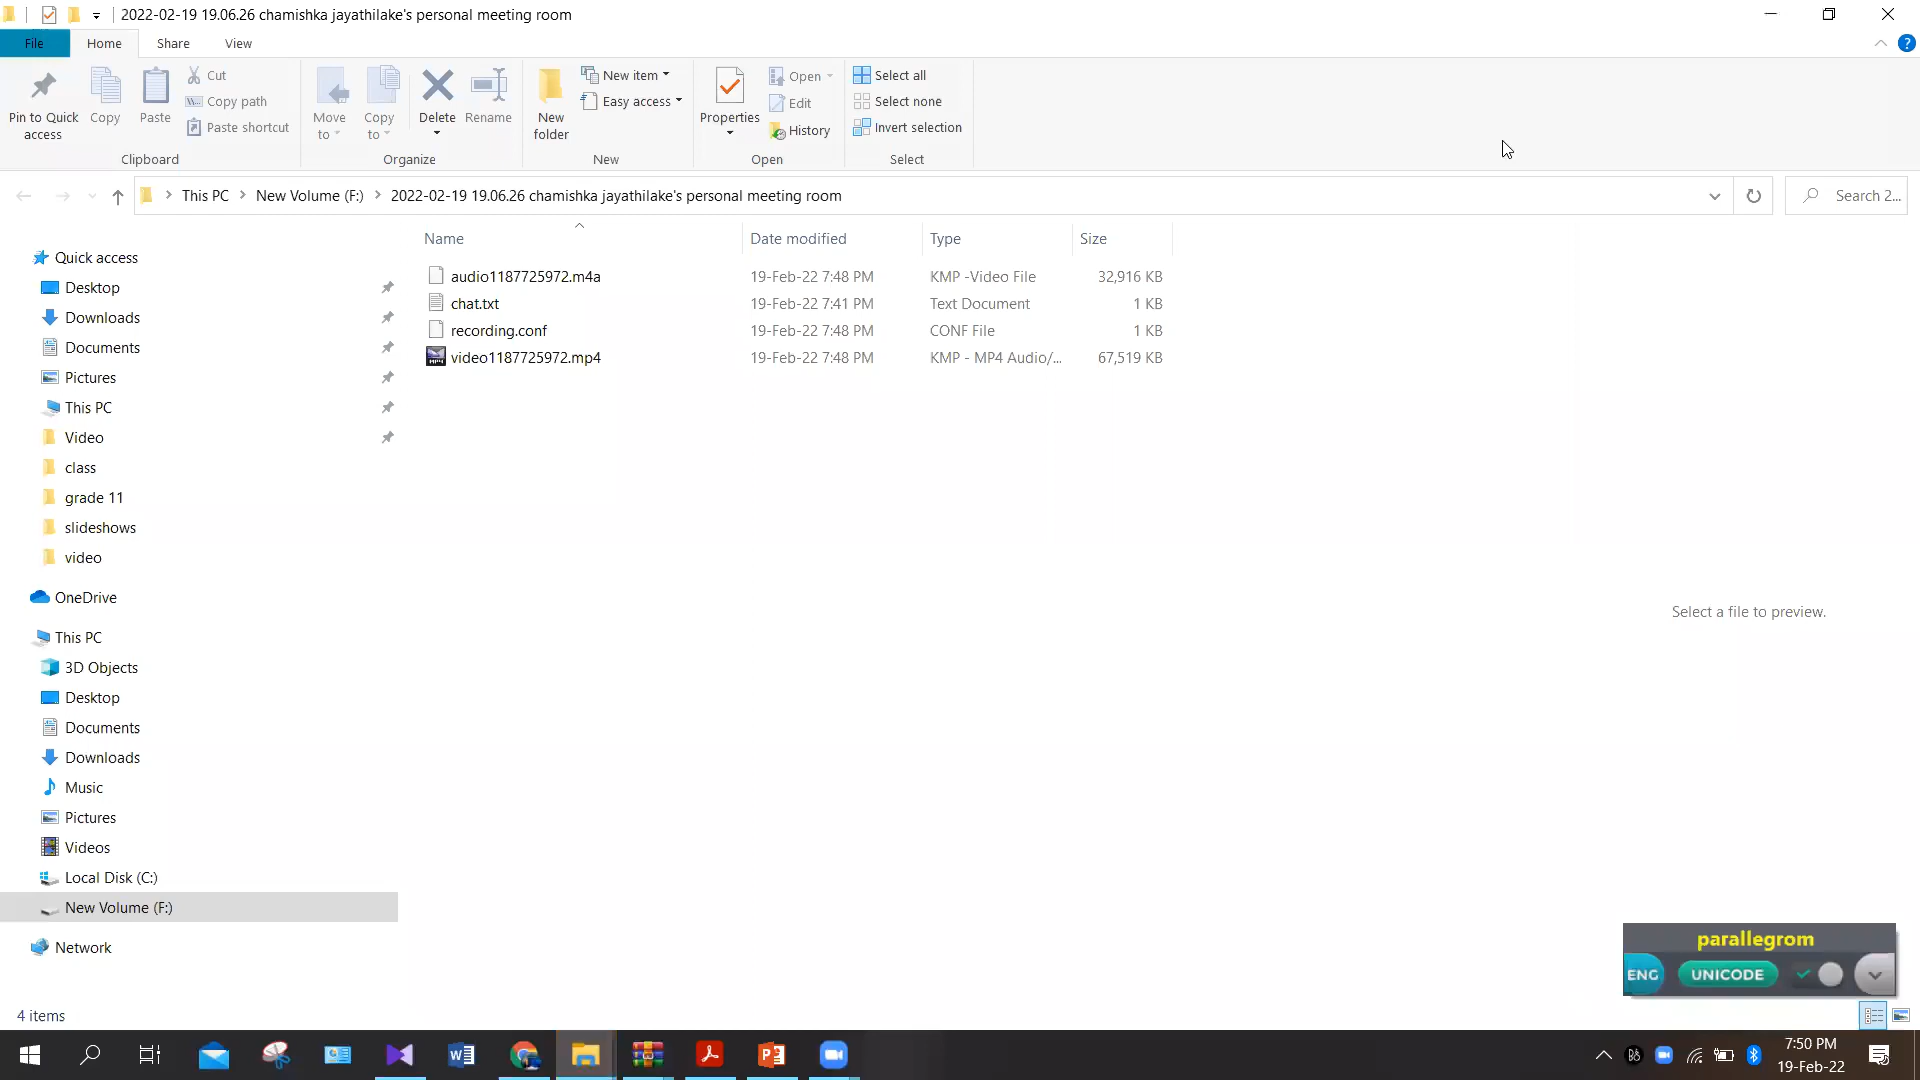 2022-02-19 19.06.26 chamishka jayathilake's personal meeting room
File
Home
Share
View
Pin to Quick access
Copy
Paste
Cut
Copy path
Paste shortcut
Clipboard
Move to
Copy to
Delete
Rename
Organize
New folder
New item
Easy access
New
Properties
Open
Edit
History
Open
Select all
Select none
Invert selection
Select
This PC
New Volume (F:)
2022-02-19 19.06.26 chamishka jayathilake's personal meeting room
Search 2...
Name Date modified Type Size
audio1187725972.m4a 19-Feb-22 7:48 PM KMP -Video File 32,916 KB
chat.txt 19-Feb-22 7:41 PM Text Document 1 KB
recording.conf 19-Feb-22 7:48 PM CONF File 1 KB
video1187725972.mp4 19-Feb-22 7:48 PM KMP - MP4 Audio/... 67,519 KB
Quick access
Desktop
Downloads
Documents
Pictures
This PC
Video
class
grade 11
slideshows
video
OneDrive
This PC
3D Objects
Desktop
Documents
Downloads
Music
Pictures
Videos
Local Disk (C:)
New Volume (F:)
Network
Select a file to preview.
parallegrom
ENG UNICODE
4 items
7:50 PM
19-Feb-22